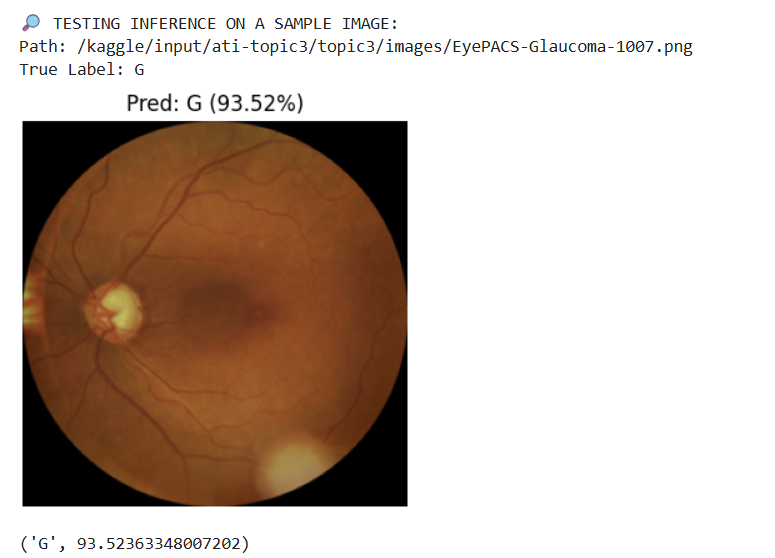 🔎 TESTING INFERENCE ON A SAMPLE IMAGE:
Path: /kaggle/input/ati-topic3/topic3/images/EyePACS-Glaucoma-1007.png
True Label: G
Pred: G (93.52%)
('G', 93.52363348007202)